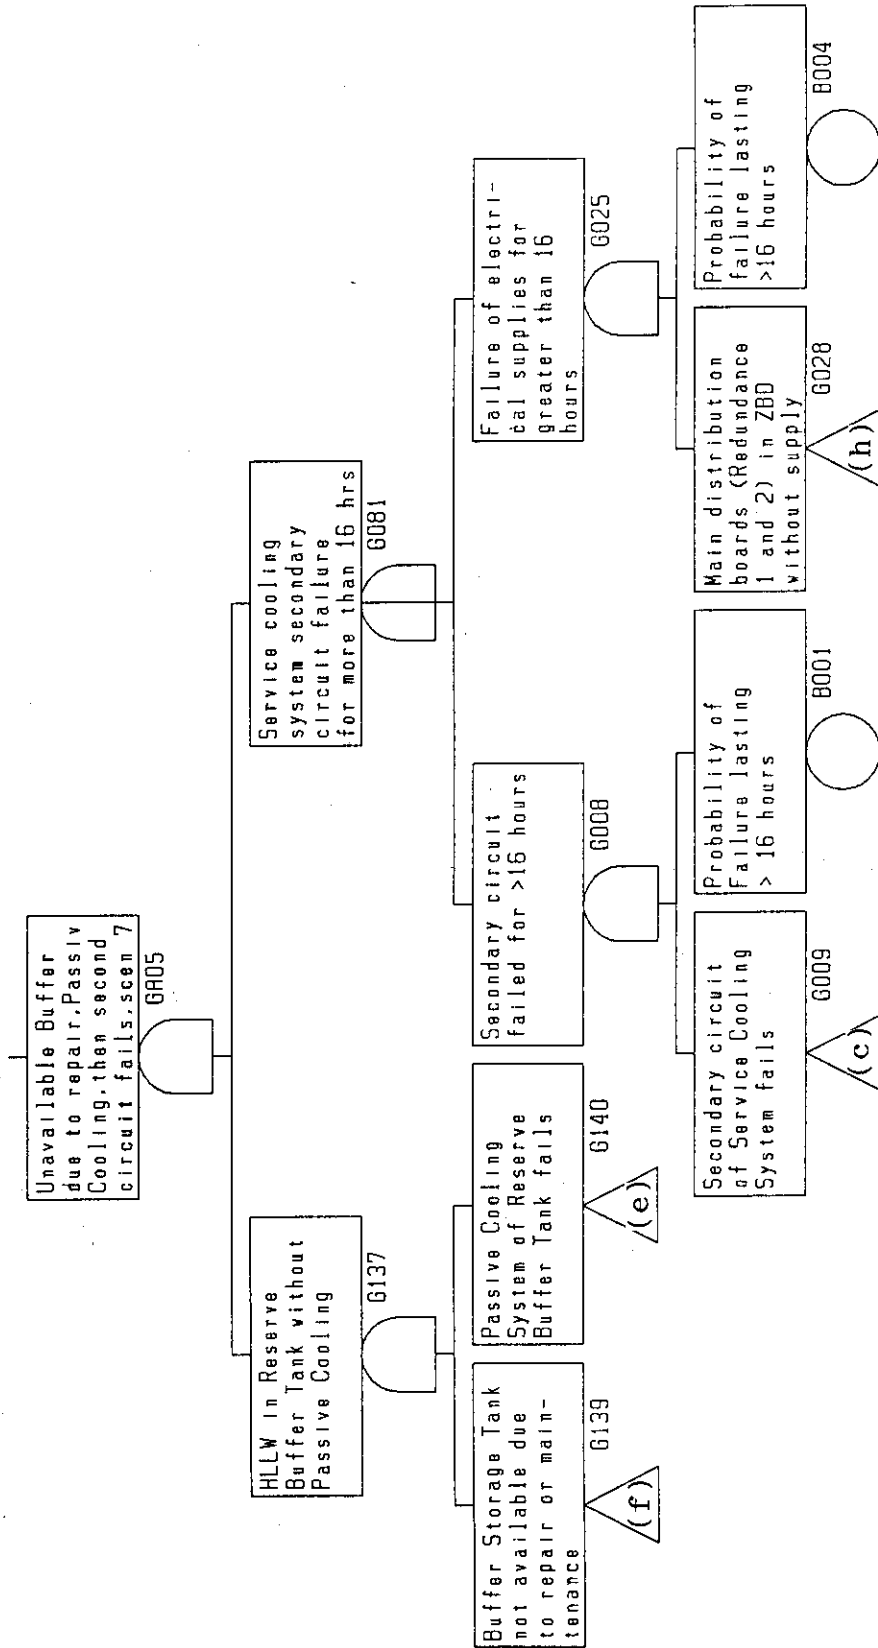 Unavailable Buffer
due to repair,Passiv
Cooling,then second
circuit fails,scen 7
GA05
HLLW in Reserve
Buffer Tank without
Passive Cooling
G137
Service cooling
system secondary
circuit failure
for more than 16 hrs
G081
Buffer Storage Tank
not available due
to repair or main-
tenance
G139
(f)
Passive Cooling
System of Reserve
Buffer Tank fails
G140
(e)
Secondary circuit
failed for >16 hours
G008
Failure of electri-
cal supplies for
greater than 16
hours
G025
Secondary circuit
of Service Cooling
System fails
G009
(c)
Probability of
Failure lasting
> 16 hours
B001
Main distribution
boards (Redundance
1 and 2) in ZBD
without supply
G028
(h)
Probability of
failure lasting
>16 hours
B004